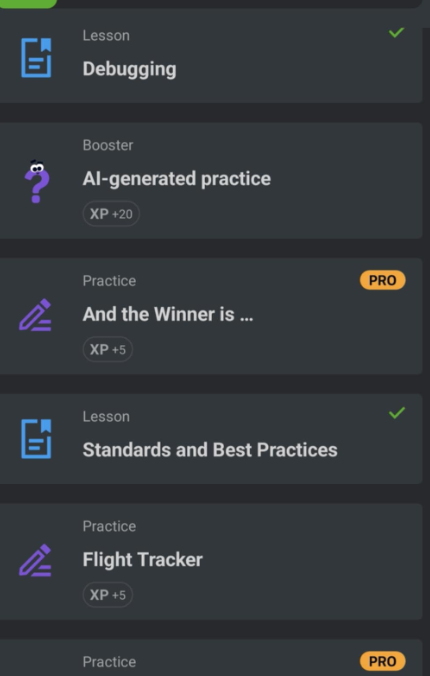 Lesson
Debugging
Booster
AI-generated practice
XP +20
Practice
PRO
And the Winner is ...
XP +5
Lesson
Standards and Best Practices
Practice
Flight Tracker
XP +5
Practice
PRO